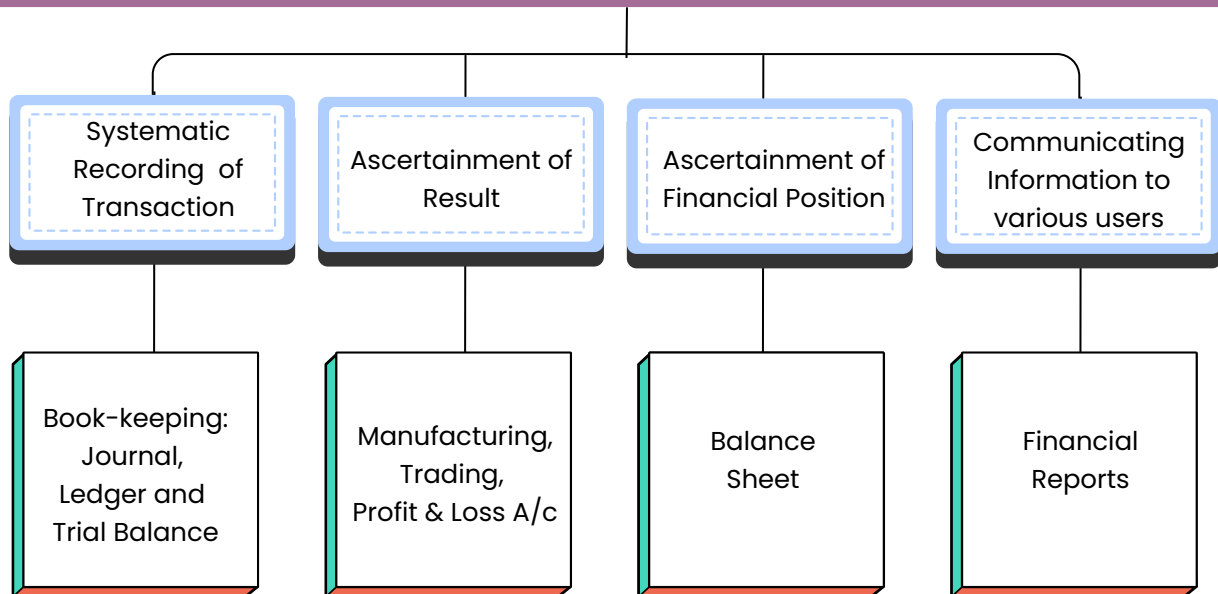 Systematic
Recording of
Transaction
Ascertainment of
Result
Ascertainment of
Financial Position
Communicating
Information to
various users
Book-keeping:
Journal,
Ledger and
Trial Balance
Manufacturing,
Trading,
Profit & Loss A/c
Balance
Sheet
Financial
Reports